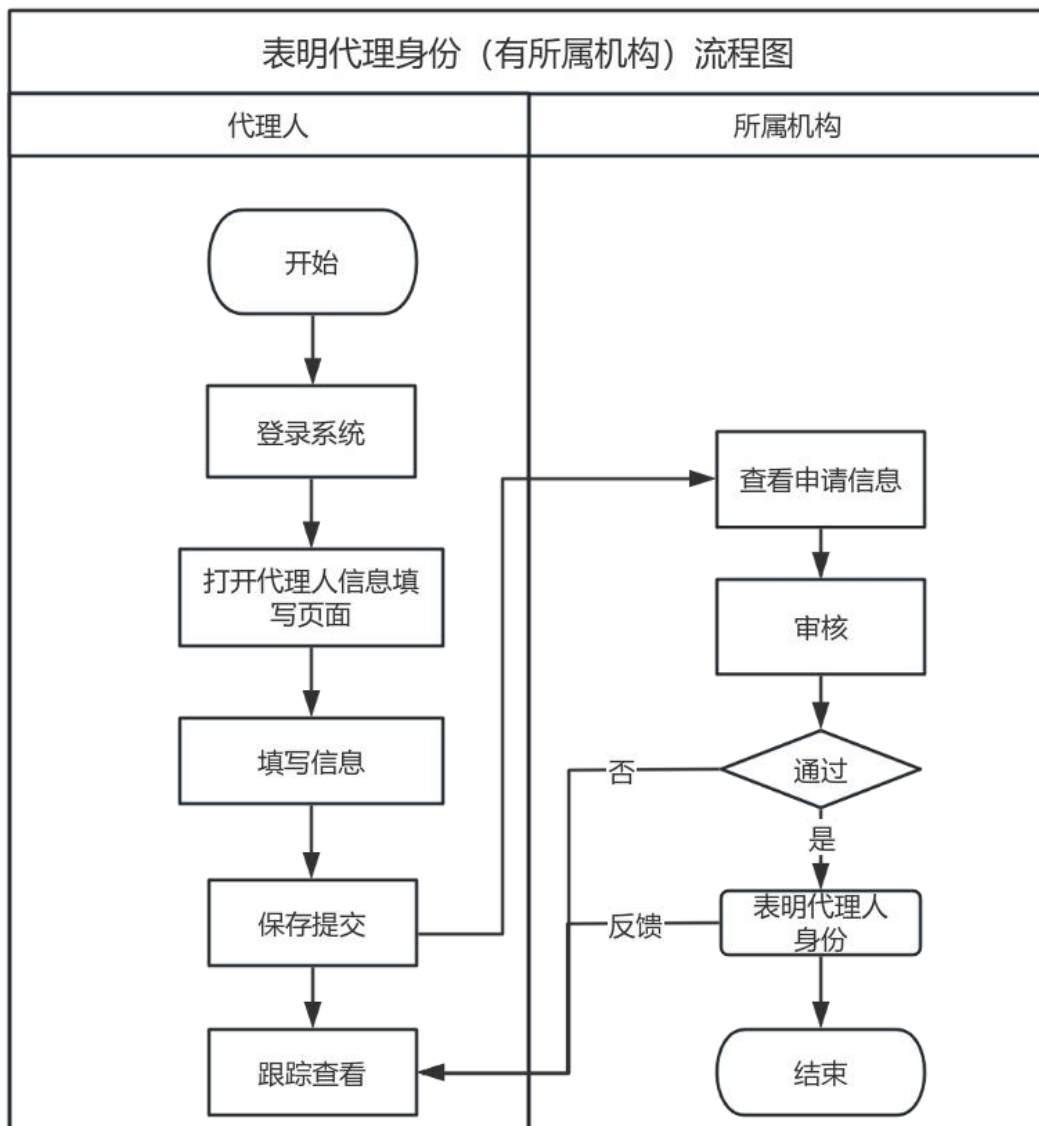 表明代理身份（有所属机构）流程图
代理人
所属机构
开始
登录系统
打开代理人信息填
写页面
填写信息
保存提交
跟踪查看
查看申请信息
审核
通过
否
是
表明代理人
身份
反馈
结束